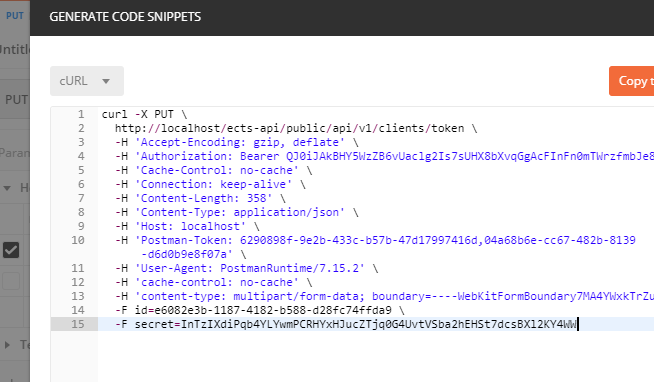 PUT
GENERATE CODE SNIPPETS
Untitle
cURL
Copy t
PUT
Param
H
Te
1 curl -X PUT \
2 http://localhost/ects-api/public/api/v1/clients/token \
3 -H 'Accept-Encoding: gzip, deflate' \
4 -H 'Authorization: Bearer QJ0iJAkBHY5WzZB6vUaclg2Is7sUHX8bXvqGgAcFInFn0mTWrzfmbJe8
5 -H 'Cache-Control: no-cache' \
6 -H 'Connection: keep-alive' \
7 -H 'Content-Length: 358' \
8 -H 'Content-Type: application/json' \
9 -H 'Host: localhost' \
10 -H 'Postman-Token: 6290898f-9e2b-433c-b57b-47d17997416d,04a68b6e-cc67-482b-8139
-d6d0b9e8f07a' \
11 -H 'User-Agent: PostmanRuntime/7.15.2' \
12 -H 'cache-control: no-cache' \
13 -H 'content-type: multipart/form-data; boundary=----WebKitFormBoundary7MA4YWxkTrZu
14 -F id=e6082e3b-1187-4182-b588-d28fc74ffda9 \
15 -F secret=InTzIXdiPqb4YLYwmPCRHYxHJucZTjq0G4UvtVSba2hEHSt7dcsBXl2KY4WW